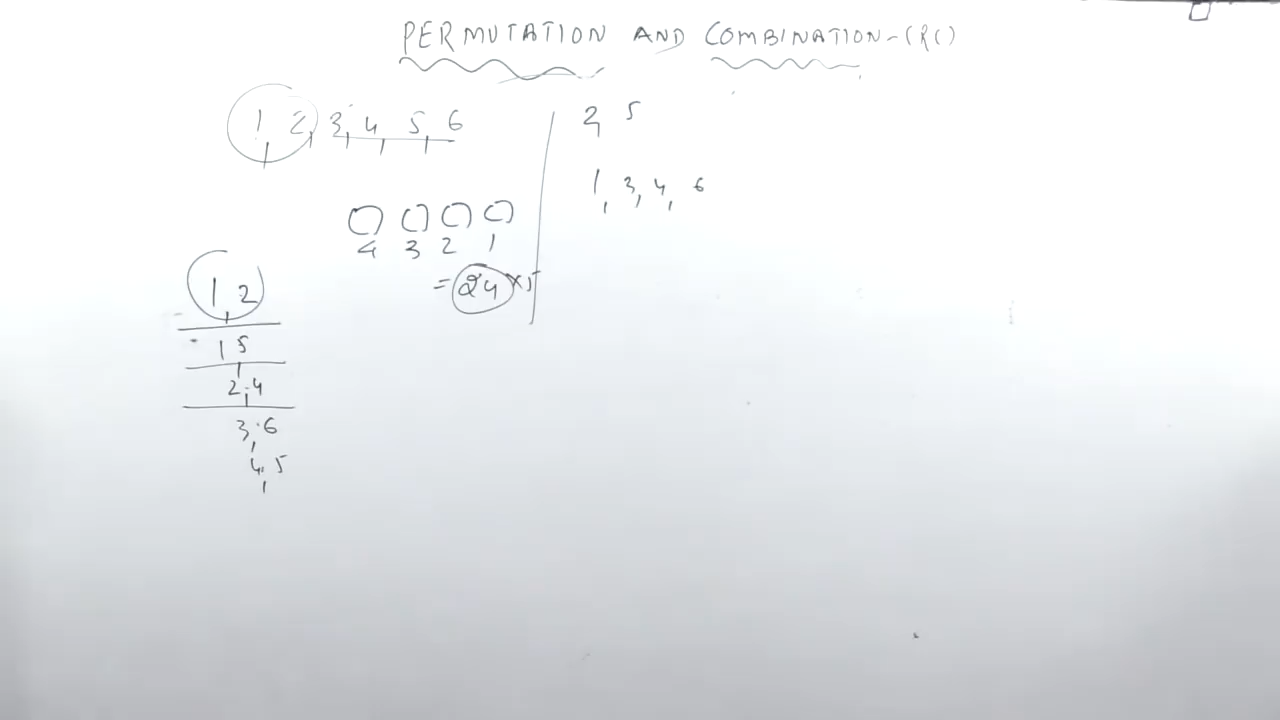 PERMUTATION AND COMBINATION-(RC)
1, 2, 3, 4, 5, 6
4 3 2 1
= 24 × 5
1, 2
1, 5
2, 4
3, 6
4, 5
2, 5
1, 3, 4, 6